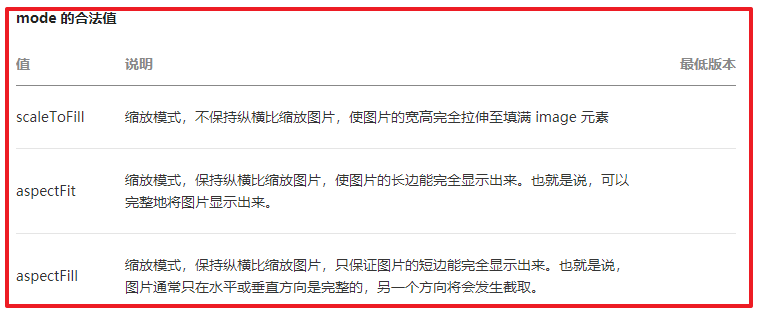 mode 的合法值
值 说明 最低版本
scaleToFill 缩放模式，不保持纵横比缩放图片，使图片的宽高完全拉伸至填满 image 元素
aspectFit 缩放模式，保持纵横比缩放图片，使图片的长边能完全显示出来。也就是说，可以
完整地将图片显示出来。
aspectFill 缩放模式，保持纵横比缩放图片，只保证图片的短边能完全显示出来。也就是说，
图片通常只在水平或垂直方向是完整的，另一个方向将会发生截取。